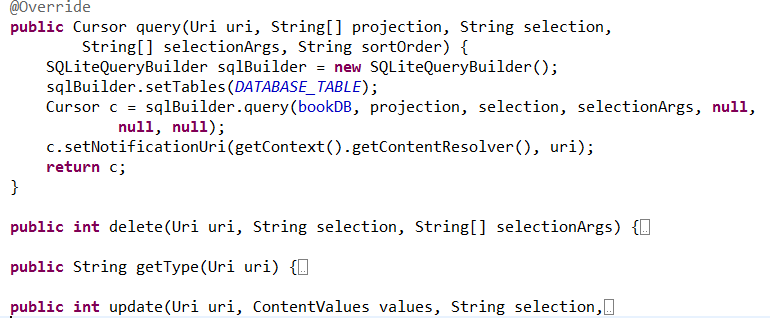 @Override
public Cursor query(Uri uri, String[] projection, String selection,
        String[] selectionArgs, String sortOrder) {
    SQLiteQueryBuilder sqlBuilder = new SQLiteQueryBuilder();
    sqlBuilder.setTables(DATABASE_TABLE);
    Cursor c = sqlBuilder.query(bookDB, projection, selection, selectionArgs, null,
            null, null);
    c.setNotificationUri(getContext().getContentResolver(), uri);
    return c;
}
public int delete(Uri uri, String selection, String[] selectionArgs) {
public String getType(Uri uri) {
public int update(Uri uri, ContentValues values, String selection,